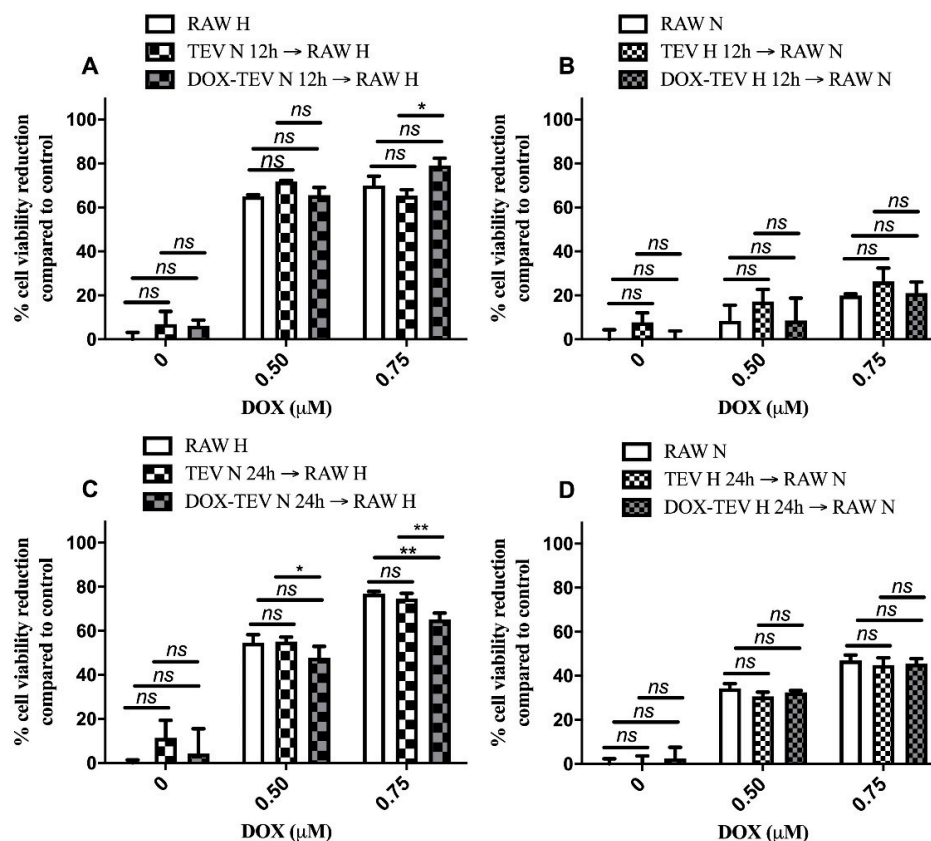 RAW H
TEV N 12h → RAW H
DOX-TEV N 12h → RAW H
A
% cell viability reduction
compared to control
100
80
60
40
20
0
ns
ns
ns
ns
ns
ns
*
ns
ns
0
0.50
0.75
DOX (μM)
RAW N
TEV H 12h → RAW N
DOX-TEV H 12h → RAW N
B
% cell viability reduction
compared to control
100
80
60
40
20
0
ns
ns
ns
ns
ns
ns
ns
ns
ns
0
0.50
0.75
DOX (μM)
RAW H
TEV N 24h → RAW H
DOX-TEV N 24h → RAW H
C
% cell viability reduction
compared to control
100
80
60
40
20
0
ns
ns
ns
*
ns
ns
**
**
ns
0
0.50
0.75
DOX (μM)
RAW N
TEV H 24h → RAW N
DOX-TEV H 24h → RAW N
D
% cell viability reduction
compared to control
100
80
60
40
20
0
ns
ns
ns
ns
ns
ns
ns
ns
ns
0
0.50
0.75
DOX (μM)